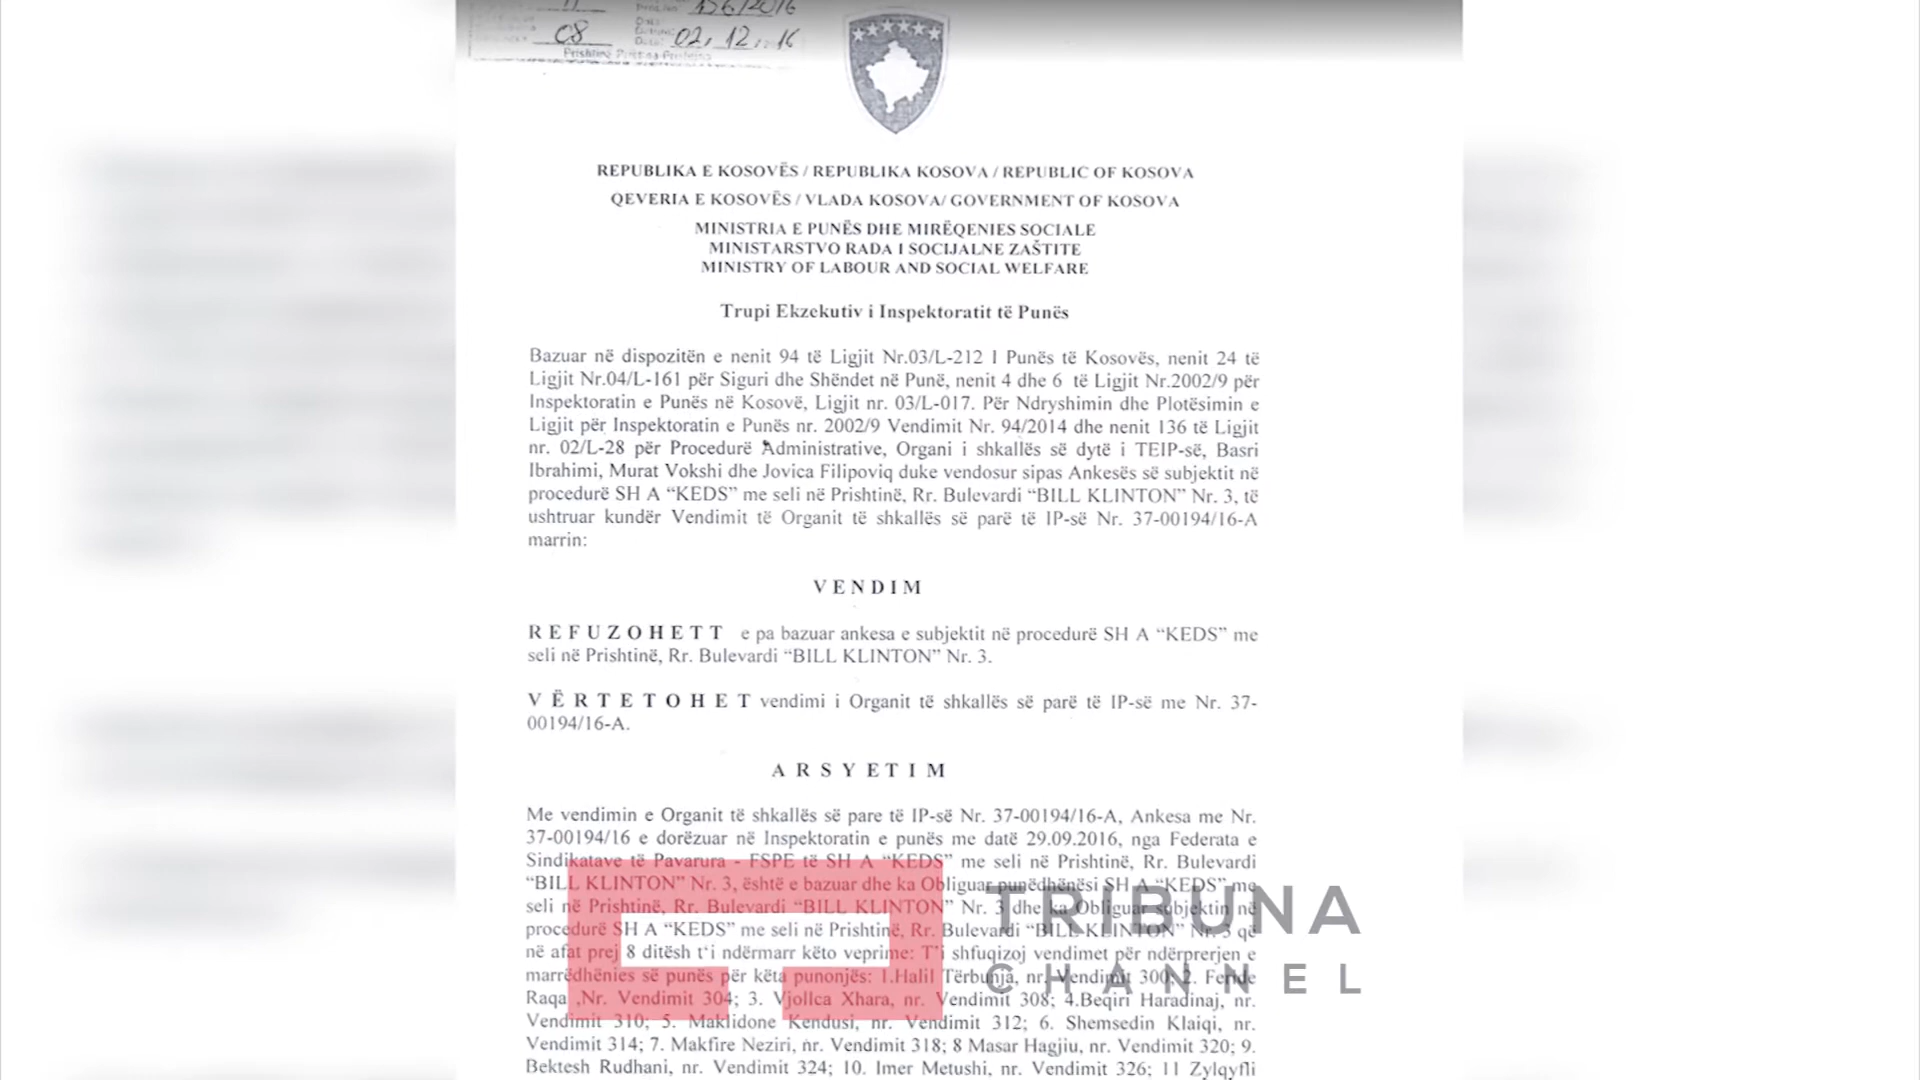 156/2016
08
02.12.16
REPUBLIKA E KOSOVËS / REPUBLIKA KOSOVA / REPUBLIC OF KOSOVA
QEVERIA E KOSOVËS / VLADA KOSOVA/ GOVERNMENT OF KOSOVA
MINISTRIA E PUNËS DHE MIRËQENIES SOCIALE
MINISTARSTVO RADA I SOCIJALNE ZAŠTITE
MINISTRY OF LABOUR AND SOCIAL WELFARE
Trupi Ekzekutiv i Inspektoratit të Punës
Bazuar në dispozitën e nenit 94 të Ligjit Nr.03/L-212 I Punës të Kosovës, nenit 24 të
Ligjit Nr.04/L-161 për Siguri dhe Shëndet në Punë, nenit 4 dhe 6 të Ligjit Nr.2002/9 për
Inspektoratin e Punës në Kosovë, Ligjit nr. 03/L-017. Për Ndryshimin dhe Plotësimin e
Ligjit për Inspektoratin e Punës nr. 2002/9 Vendimit Nr. 94/2014 dhe nenit 136 të Ligjit
nr. 02/L-28 për Procedurë Administrative, Organi i shkallës së dytë i TEIP-së, Basri
Ibrahimi, Murat Vokshi dhe Jovica Filipoviq duke vendosur sipas Ankesës së subjektit në
procedurë SH A “KEDS” me seli në Prishtinë, Rr. Bulevardi “BILL KLINTON” Nr. 3, të
ushtruar kundër Vendimit të Organit të shkallës së parë të IP-së Nr. 37-00194/16-A
marrin:
V E N D I M
R E F U Z O H E T T e pa bazuar ankesa e subjektit në procedurë SH A “KEDS” me
seli në Prishtinë, Rr. Bulevardi “BILL KLINTON” Nr. 3.
V Ë R T E T O H E T vendimi i Organit të shkallës së parë të IP-së me Nr. 37-
00194/16-A.
A R S Y E T I M
Me vendimin e Organit të shkallës së pare të IP-së Nr. 37-00194/16-A, Ankesa me Nr.
37-00194/16 e dorëzuar në Inspektoratin e punës me datë 29.09.2016, nga Federata e
Sindikatave të Pavarura - FSPE të SH A “KEDS” me seli në Prishtinë, Rr. Bulevardi
“BILL KLINTON” Nr. 3, është e bazuar dhe ka Obliguar punëdhënësi SH A “KEDS” me
seli në Prishtinë, Rr. Bulevardi “BILL KLINTON” Nr. 3 dhe ka Obliguar subjektin në
procedurë SH A “KEDS” me seli në Prishtinë, Rr. Bulevardi “BILL KLINTON” Nr. 3 që
në afat prej 8 ditësh t‘i ndërmarr këto veprime: T’i shfuqizoj vendimet për ndërprerjen e
marrëdhënies së punës për këta punonjës: 1.Halil Tërbunja, nr. Vendimit 300; 2. Feride
Raqa ,Nr. Vendimit 304; 3. Vjollca Xhara, nr. Vendimit 308; 4.Beqiri Haradinaj, nr.
Vendimit 310; 5. Maklidone Kendusi, nr. Vendimit 312; 6. Shemsedin Klaiqi, nr.
Vendimit 314; 7. Makfire Neziri, nr. Vendimit 318; 8 Masar Hagjiu, nr. Vendimit 320; 9.
Bektesh Rudhani, nr. Vendimit 324; 10. Imer Metushi, nr. Vendimit 326; 11 Zylqyfli
TRIBUNA
CHANNEL